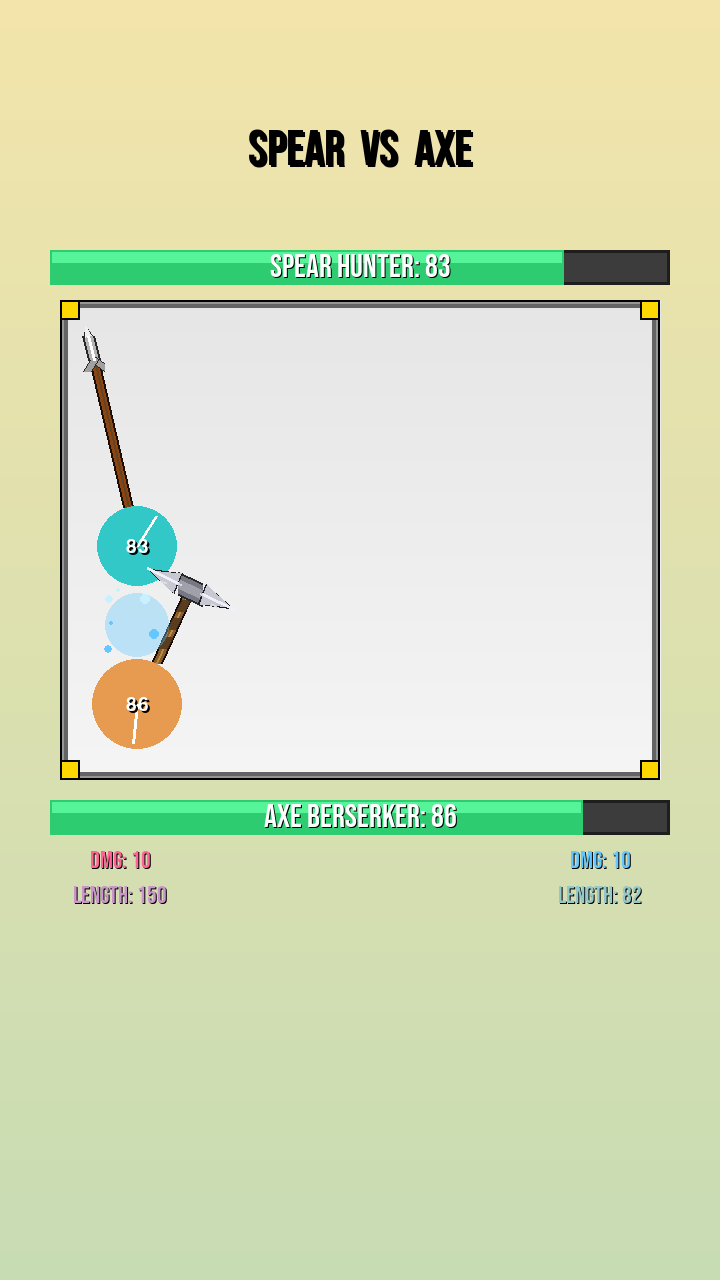 SPEAR VS AXE
SPEAR HUNTER: 83
83
86
AXE BERSERKER: 86
DMG: 10
DMG: 10
LENGTH: 150
LENGTH: 82